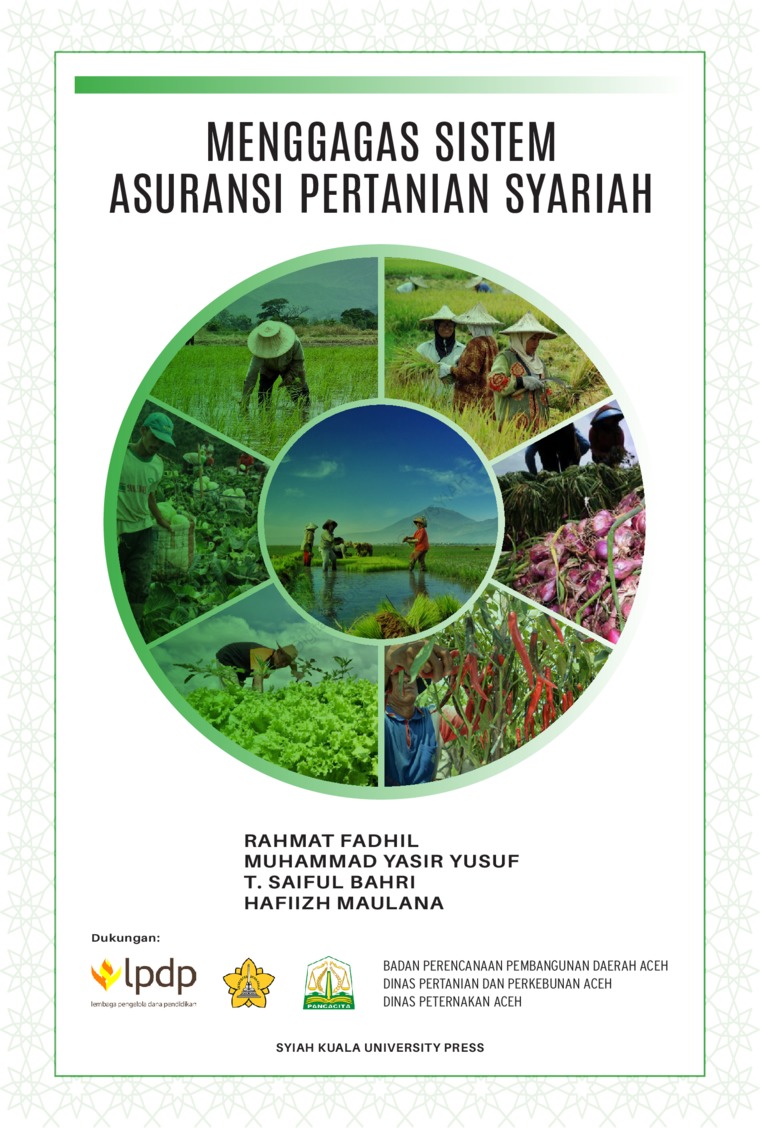 MENGGAGAS SISTEM
ASURANSI PERTANIAN SYARIAH
RAHMAT FADHIL
MUHAMMAD YASIR YUSUF
T. SAIFUL BAHRI
HAFIIZH MAULANA
Dukungan:
lpdp
lembaga pengelola dana pendidikan
PANCACITA
BADAN PERENCANAAN PEMBANGUNAN DAERAH ACEH
DINAS PERTANIAN DAN PERKEBUNAN ACEH
DINAS PETERNAKAN ACEH
SYIAH KUALA UNIVERSITY PRESS